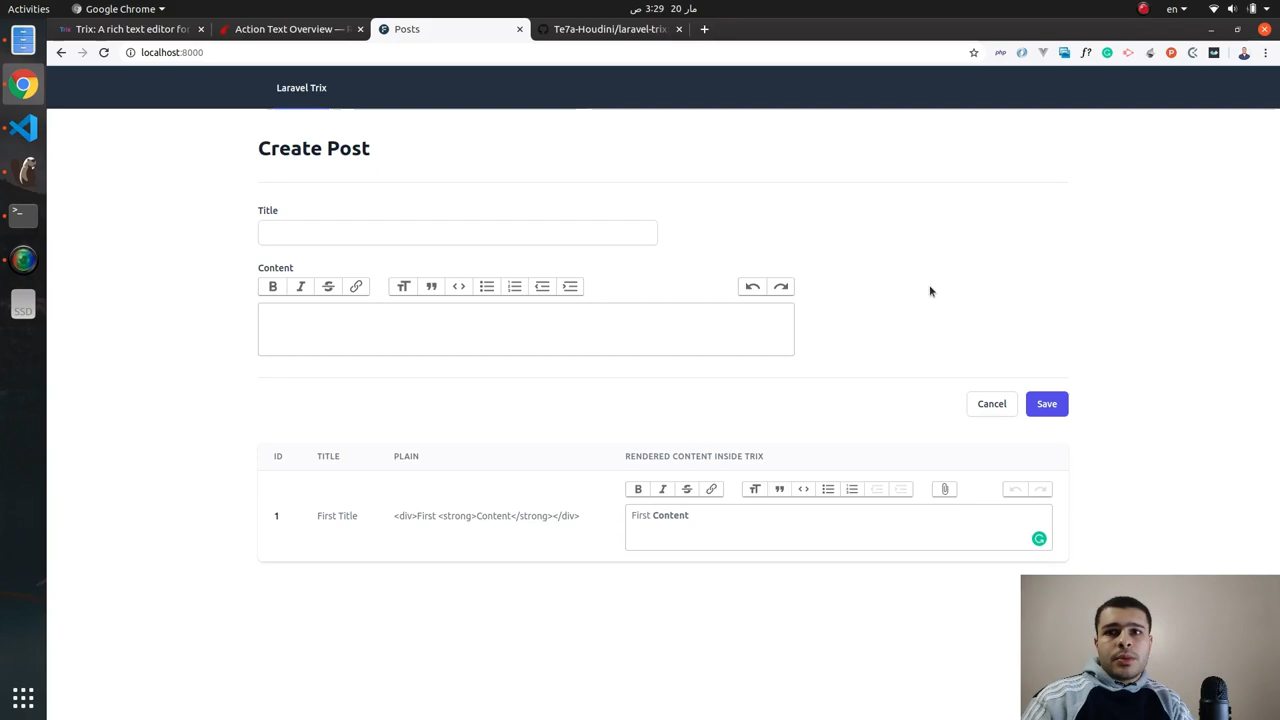 Activities
Google Chrome
مار 20 3:29 ص
en
Trix: A rich text editor fo
Action Text Overview — R
Posts
Te7a-Houdini/laravel-trix
localhost:8000
php
ƒ?
Laravel Trix
Create Post
Title
Content
B I S
T
Cancel
Save
ID TITLE PLAIN RENDERED CONTENT INSIDE TRIX
B I S
T
1 First Title <div>First <strong>Content</strong></div> First Content
SSD